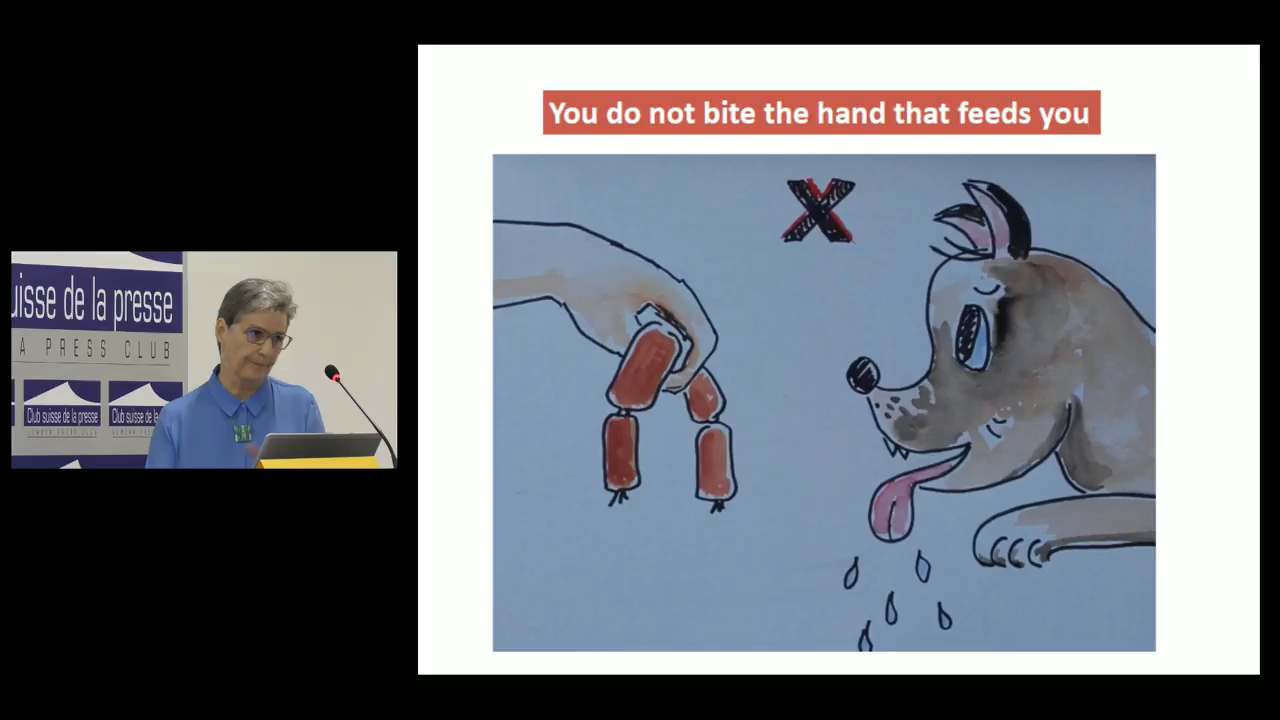 You do not bite the hand that feeds you
X
uisse de la presse
A PRESS CLUB
Club suisse de la presse
Club suisse de la presse